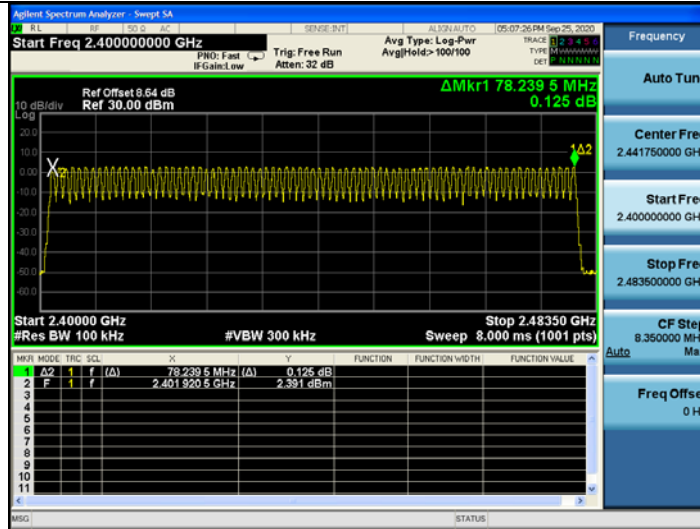 Agilent Spectrum Analyzer - Swept SA
RL RF 50 Ω AC SENSE:INT ALIGNAUTO 05:07:26 PM Sep 25, 2020
Start Freq 2.400000000 GHz
PNO: Fast
IFGain:Low
Trig: Free Run
Atten: 32 dB
Avg Type: Log-Pwr
Avg|Hold:>100/100
TRACE 1 2 3 4 5 6
TYPE M
DET P N N N N N
ΔMkr1 78.239 5 MHz
0.125 dB
Ref Offset 8.64 dB
Ref 30.00 dBm
10 dB/div
Log
20.0
10.0
0.00
-10.0
-20.0
-30.0
-40.0
-50.0
-60.0
1Δ2
Start 2.40000 GHz
Stop 2.48350 GHz
#Res BW 100 kHz
#VBW 300 kHz
Sweep 8.000 ms (1001 pts)
MKR MODE TRC SCL X Y FUNCTION FUNCTION WIDTH FUNCTION VALUE
1 Δ2 1 f (Δ) 78.239 5 MHz (Δ) 0.125 dB
2 F 1 f 2.401 920 5 GHz 2.391 dBm
3
4
5
6
7
8
9
10
11
MSG
STATUS
Frequency
Auto Tun
Center Fre
2.441750000 GH
Start Fre
2.400000000 GH
Stop Fre
2.483500000 GH
CF Step
8.350000 MH
Auto Ma
Freq Offse
0 H